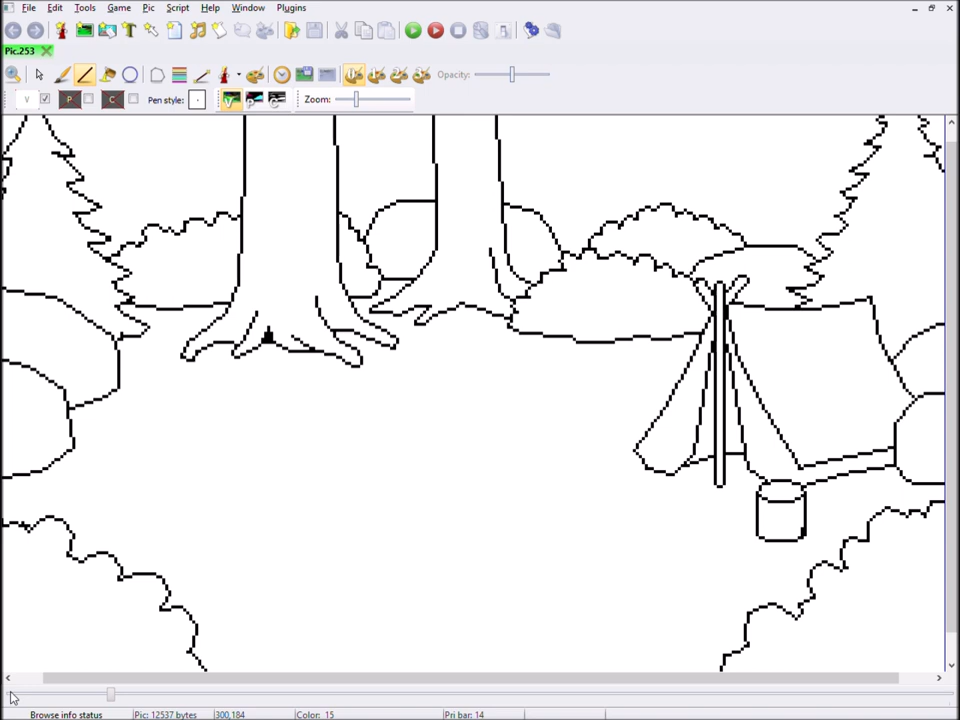 File Edit Tools Game Pic Script Help Window Plugins
Pic.253
Opacity:
V P C Pen style: V P C Zoom:
Browse info status Pic: 12537 bytes 300,184 Color: 15 Pri bar: 14